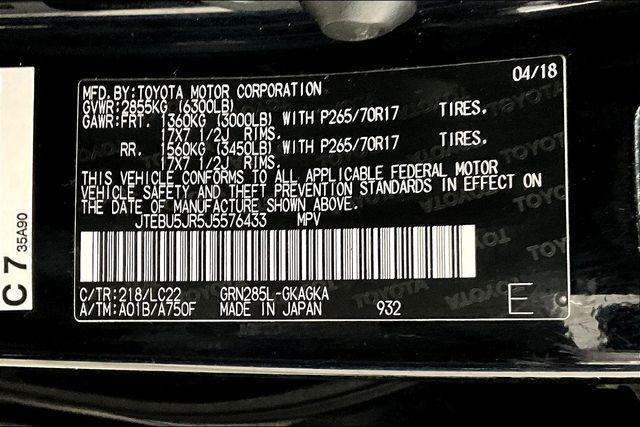 04/18
MFD. BY: TOYOTA MOTOR CORPORATION
GVWR: 2855KG (6300LB)
GAWR: FRT. 1360KG (3000LB) WITH P265/70R17 TIRES.
17X7 1/2J RIMS.
RR. 1560KG (3450LB) WITH P265/70R17 TIRES.
17X7 1/2J RIMS.
THIS VEHICLE CONFORMS TO ALL APPLICABLE FEDERAL MOTOR
VEHICLE SAFETY AND THEFT PREVENTION STANDARDS IN EFFECT ON
THE DATE OF MANUFACTURE SHOWN ABOVE.
JTEBU5JR5J5576433 MPV
C/TR: 218/LC22 GRN285L-GKAGKA
A/TM: A01B/A750F MADE IN JAPAN 932 E
C7 35A90